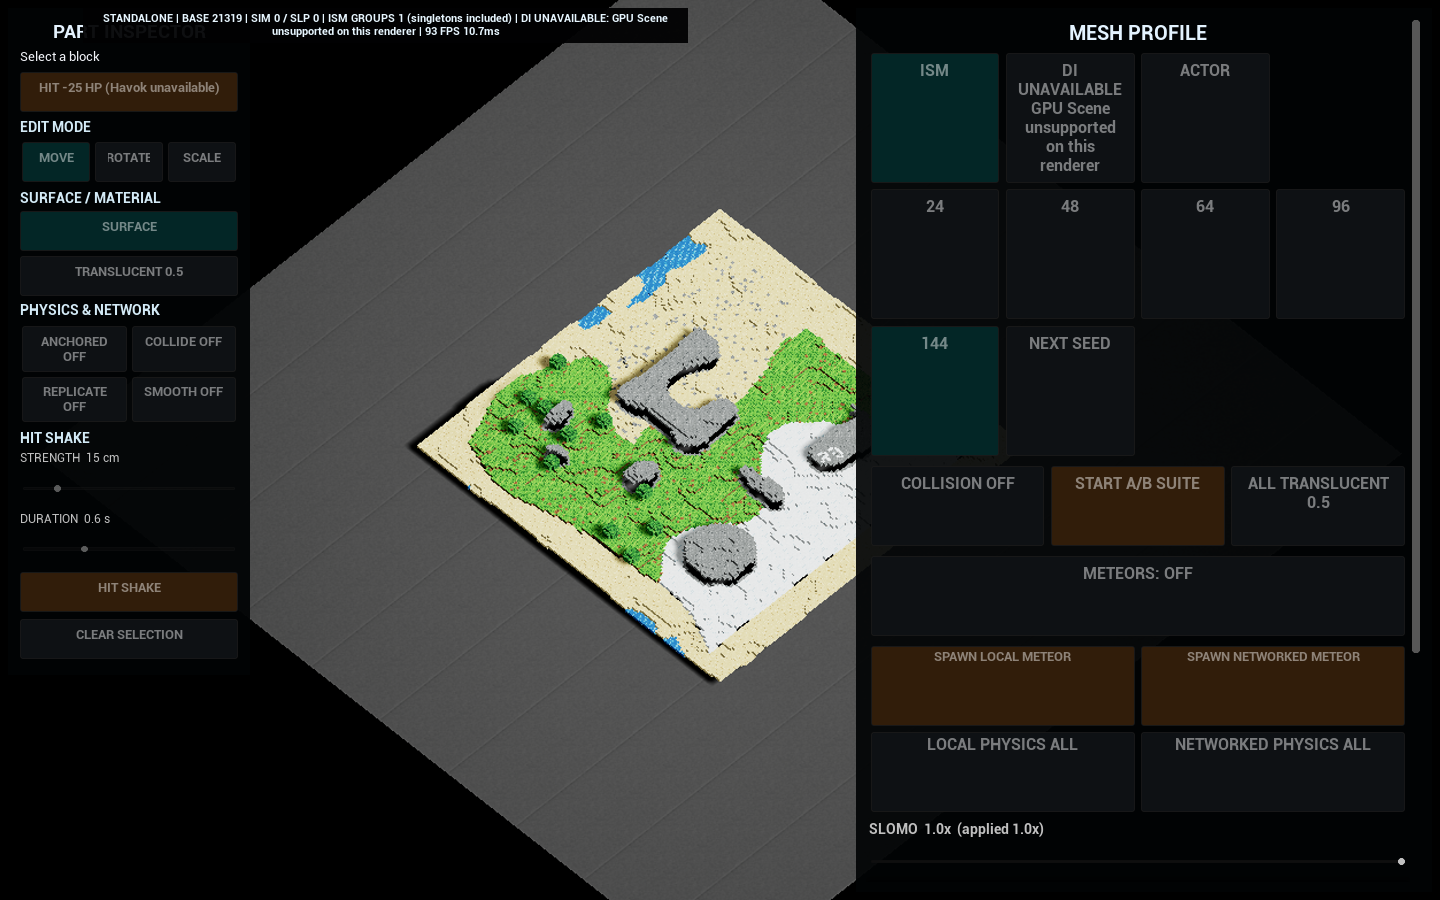 STANDALONE | BASE 21319 | SIM 0 / SLP 0 | ISM GROUPS 1 (singletons included) | DI UNAVAILABLE: GPU Scene
unsupported on this renderer | 93 FPS 10.7ms
PART INSPECTOR
Select a block
HIT -25 HP (Havok unavailable)
EDIT MODE
MOVE
ROTATE
SCALE
SURFACE / MATERIAL
SURFACE
TRANSLUCENT 0.5
PHYSICS & NETWORK
ANCHORED
OFF
COLLIDE OFF
REPLICATE
OFF
SMOOTH OFF
HIT SHAKE
STRENGTH 15 cm
DURATION 0.6 s
HIT SHAKE
CLEAR SELECTION
MESH PROFILE
ISM
DI
UNAVAILABLE
GPU Scene
unsupported
on this
renderer
ACTOR
24
48
64
96
144
NEXT SEED
COLLISION OFF
START A/B SUITE
ALL TRANSLUCENT
0.5
METEORS: OFF
SPAWN LOCAL METEOR
SPAWN NETWORKED METEOR
LOCAL PHYSICS ALL
NETWORKED PHYSICS ALL
SLOMO 1.0x (applied 1.0x)